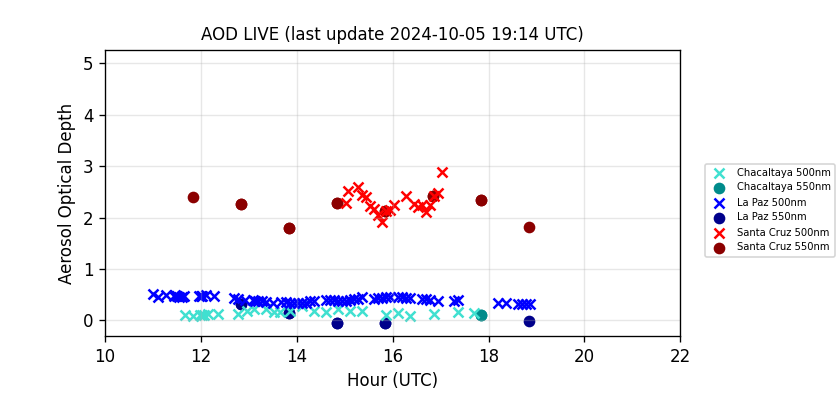 AOD LIVE (last update 2024-10-05 19:14 UTC)
Aerosol Optical Depth
5
4
3
2
1
0
10 12 14 16 18 20 22
Hour (UTC)
Chacaltaya 500nm
Chacaltaya 550nm
La Paz 500nm
La Paz 550nm
Santa Cruz 500nm
Santa Cruz 550nm